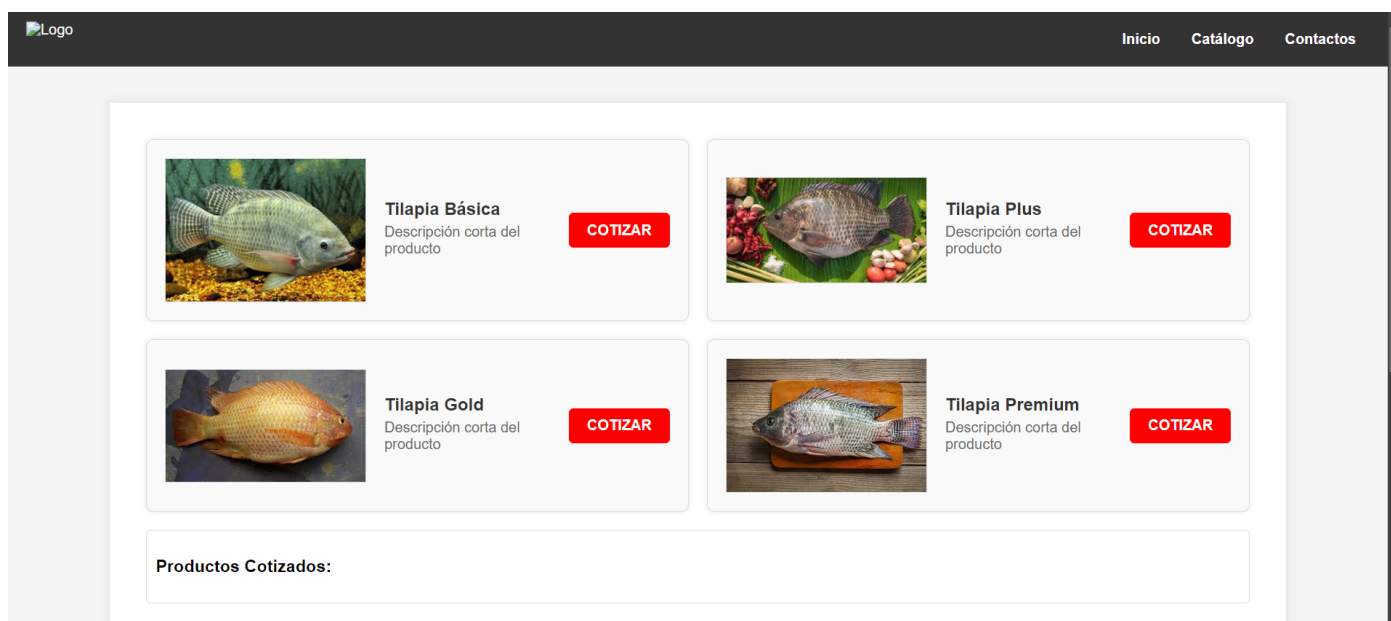 Logo
Inicio
Catálogo
Contactos
Tilapia Básica
Descripción corta del
producto
COTIZAR
Tilapia Plus
Descripción corta del
producto
COTIZAR
Tilapia Gold
Descripción corta del
producto
COTIZAR
Tilapia Premium
Descripción corta del
producto
COTIZAR
Productos Cotizados: